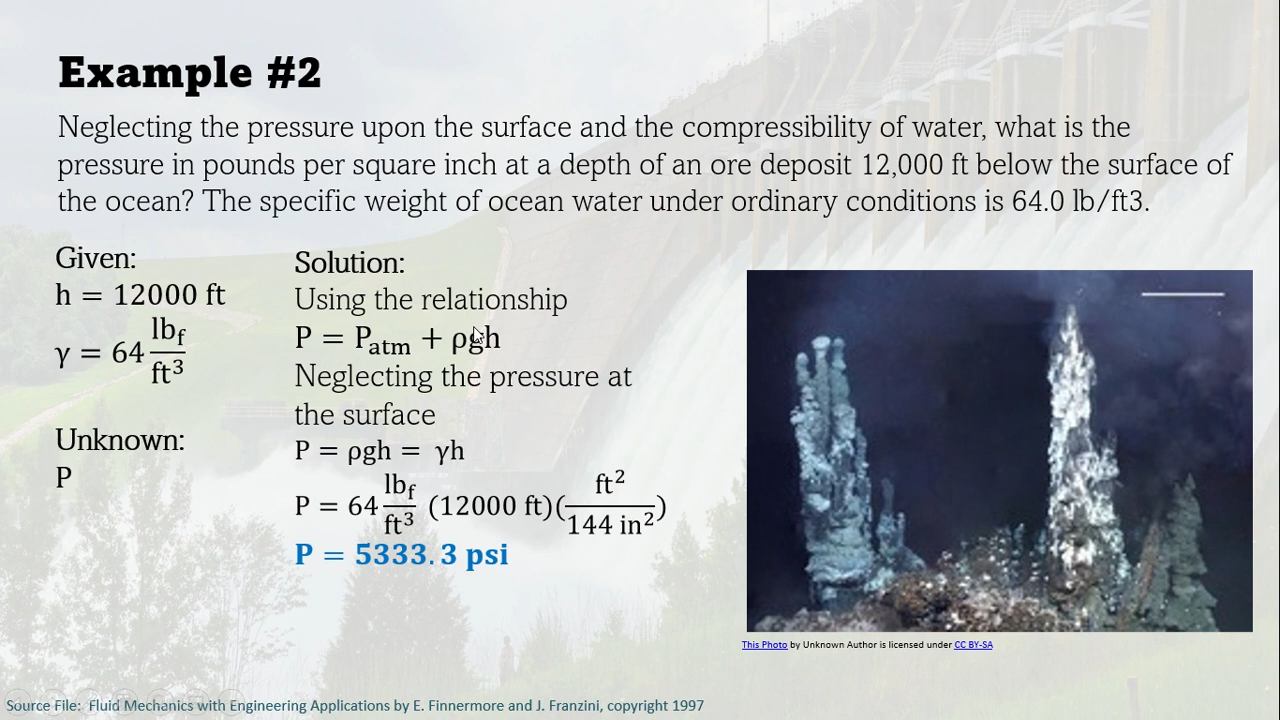 Example #2
Neglecting the pressure upon the surface and the compressibility of water, what is the
pressure in pounds per square inch at a depth of an ore deposit 12,000 ft below the surface of
the ocean? The specific weight of ocean water under ordinary conditions is 64.0 lb/ft3.
Given:
h = 12000 ft
γ = 64 lb_f/ft³
Unknown:
P
Solution:
Using the relationship
P = P_atm + ρgh
Neglecting the pressure at
the surface
P = ρgh = γh
P = 64 lb_f/ft³ (12000 ft)(ft²/144 in²)
P = 5333.3 psi
This Photo by Unknown Author is licensed under CC BY-SA
Source File: Fluid Mechanics with Engineering Applications by E. Finnermore and J. Franzini, copyright 1997